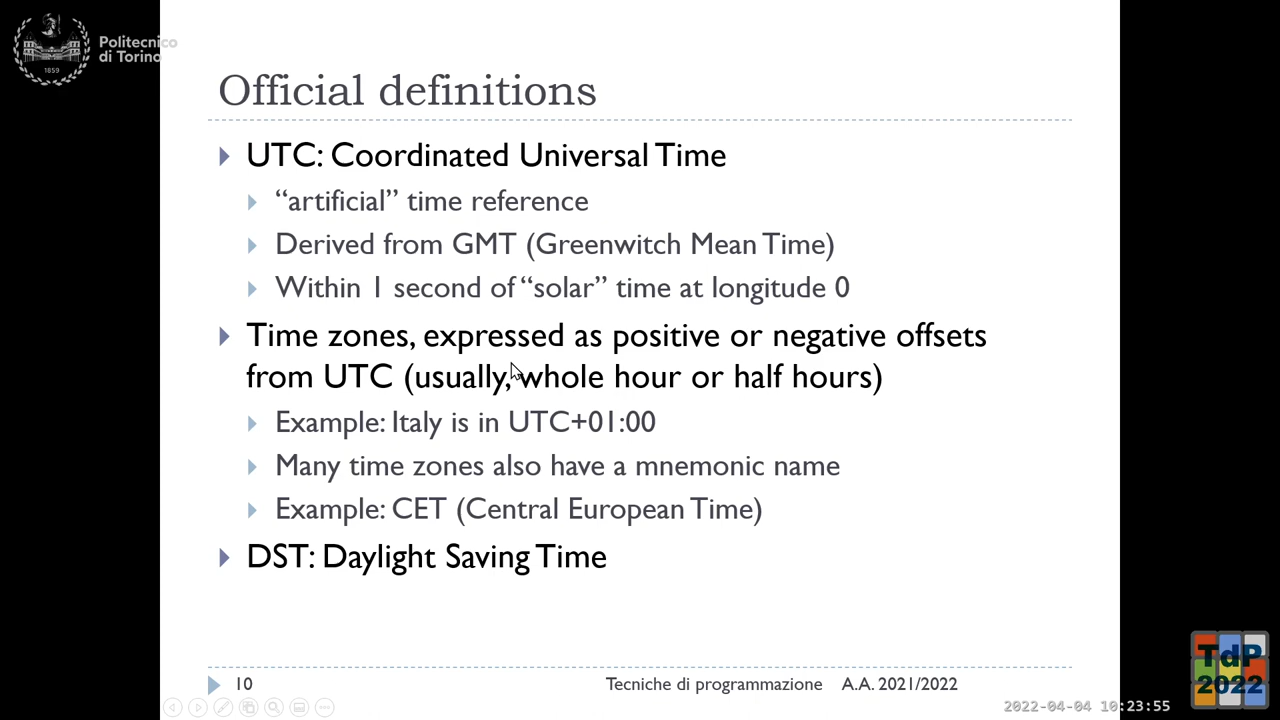 Politecnico
di Torino
1859
Official definitions
UTC: Coordinated Universal Time
“artificial” time reference
Derived from GMT (Greenwitch Mean Time)
Within 1 second of “solar” time at longitude 0
Time zones, expressed as positive or negative offsets
from UTC (usually, whole hour or half hours)
Example: Italy is in UTC+01:00
Many time zones also have a mnemonic name
Example: CET (Central European Time)
DST: Daylight Saving Time
10 Tecniche di programmazione A.A. 2021/2022
TdP
2022
2022-04-04 10:23:55